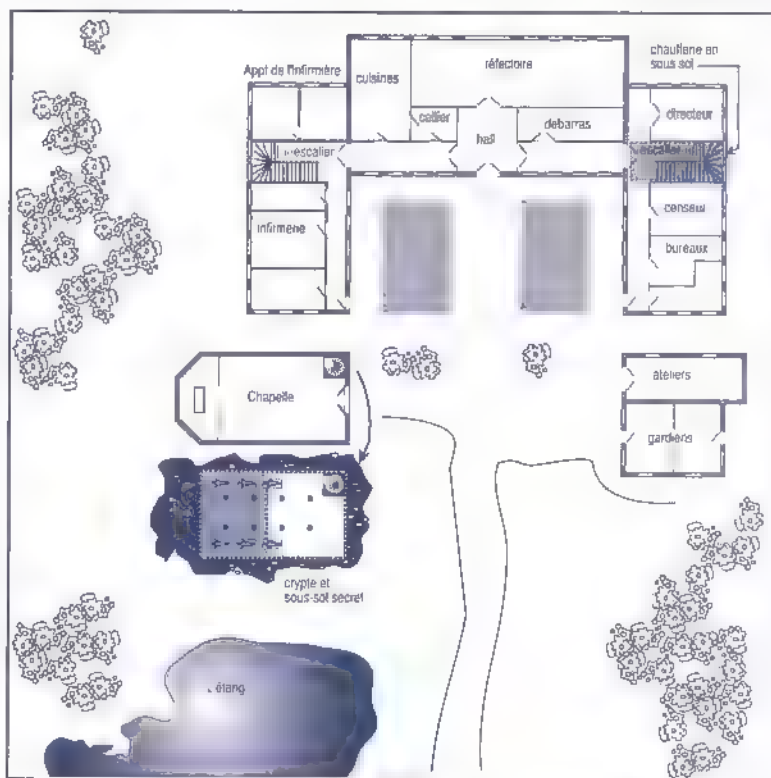 chaufferie en
sous sol
Appt de l'infirmière
cuisines
réfectoire
cellier
debarras
directeur
hall
escalier
escalier
censeur
infirmerie
bureaux
Chapelle
ateliers
gardiens
crypte et
sous-sol secret
étang